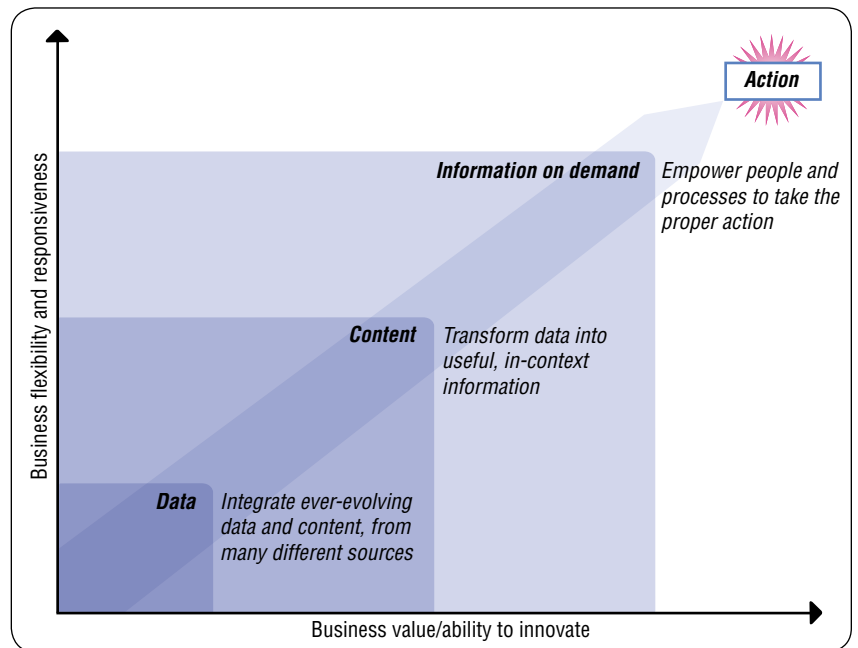 Action
Information on demand
Empower people and
processes to take the
proper action
Content
Transform data into
useful, in-context
information
Data
Integrate ever-evolving
data and content, from
many different sources
Business flexibility and responsiveness
Business value/ability to innovate